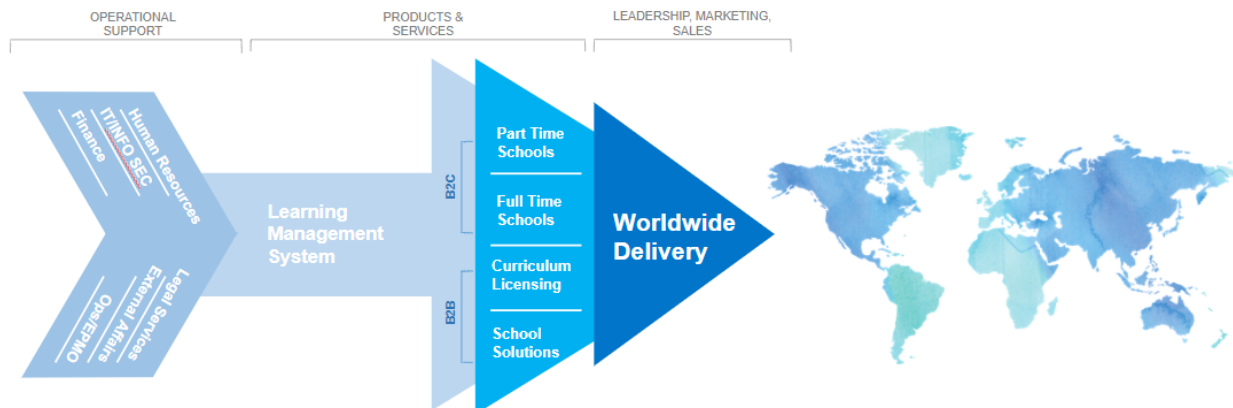 OPERATIONAL
SUPPORT
PRODUCTS &
SERVICES
LEADERSHIP, MARKETING,
SALES
Human Resources
IT/INFO SEC
Finance
Legal Services
External Affairs
Ops/EPMO
Learning
Management
System
B2C
B2B
Part Time
Schools
Full Time
Schools
Curriculum
Licensing
School
Solutions
Worldwide
Delivery